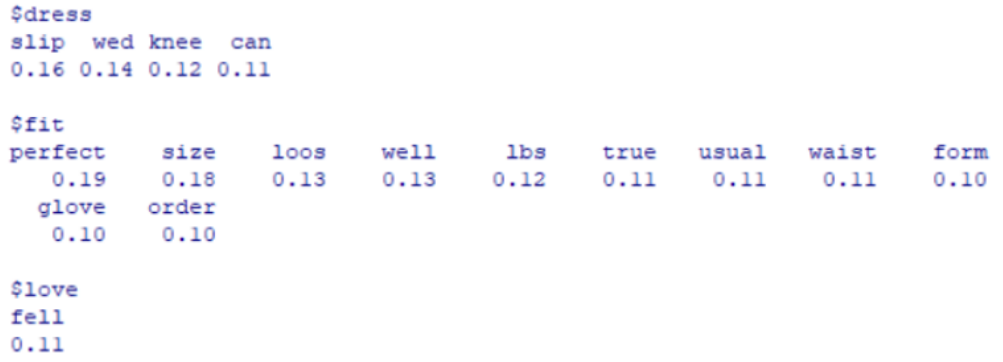 $dress
slip wed knee can
0.16 0.14 0.12 0.11
$fit
perfect size loos well lbs true usual waist form
0.19 0.18 0.13 0.13 0.12 0.11 0.11 0.11 0.10
glove order
0.10 0.10
$love
fell
0.11